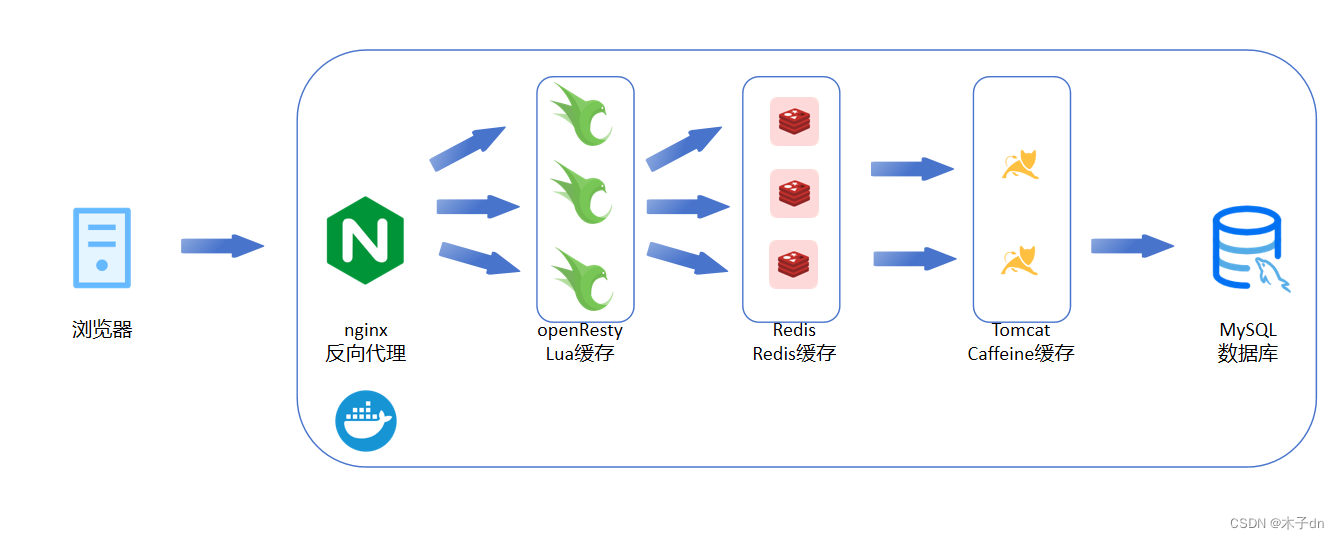 浏览器
nginx
反向代理
openResty
Lua缓存
Redis
Redis缓存
Tomcat
Caffeine缓存
MySQL
数据库
CSDN @木子dn